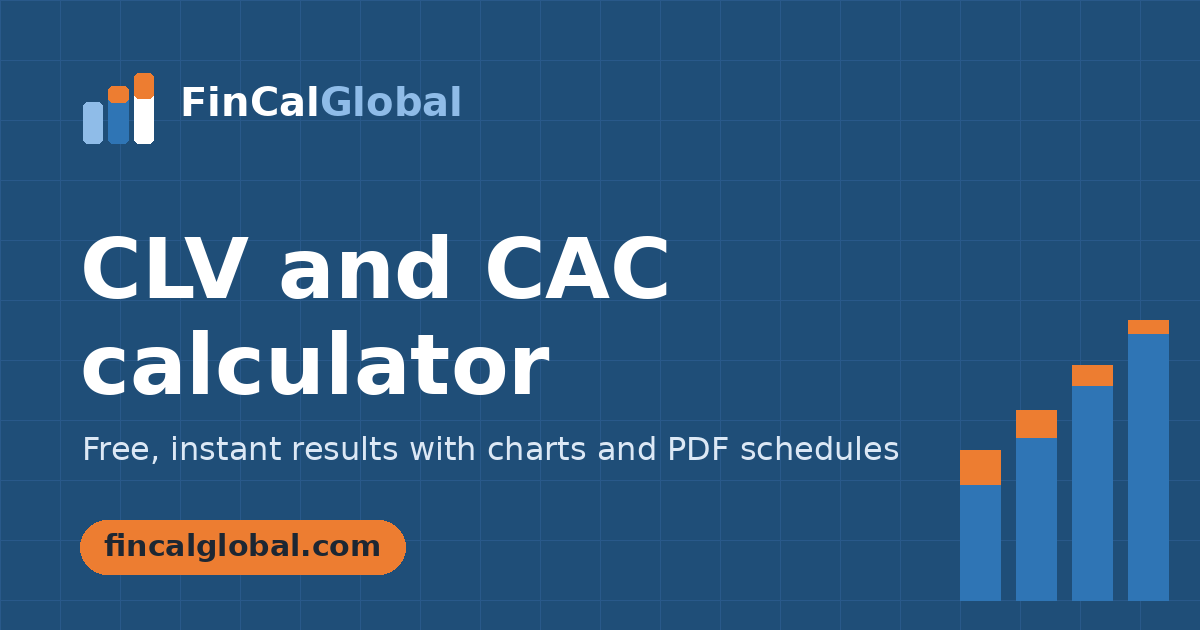 FinCalGlobal
CLV and CAC
calculator
Free, instant results with charts and PDF schedules
fincalglobal.com